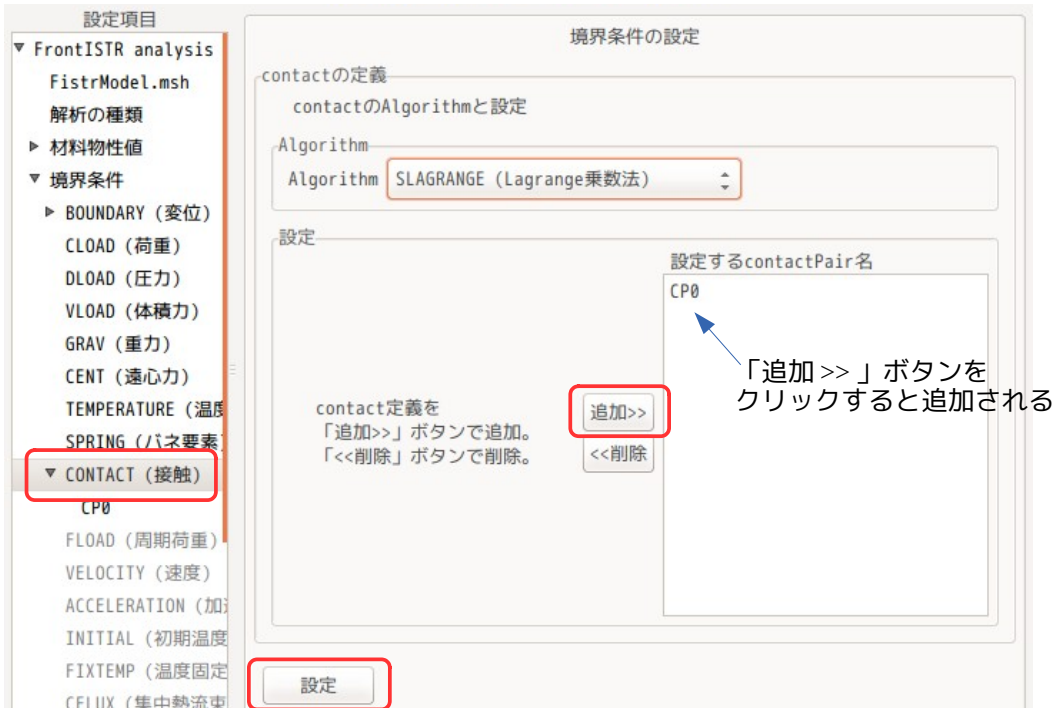 設定項目
FrontISTR analysis
FistrModel.msh
解析の種類
材料物性値
境界条件
BOUNDARY (変位)
CLOAD (荷重)
DLOAD (圧力)
VLOAD (体積力)
GRAV (重力)
CENT (遠心力)
TEMPERATURE (温度
SPRING (バネ要素)
CONTACT (接触)
CP0
FLOAD (周期荷重)
VELOCITY (速度)
ACCELERATION (加速
INITIAL (初期温度
FIXTEMP (温度固定
CFLUX (集中熱流束
境界条件の設定
contactの定義
contactのAlgorithmと設定
Algorithm
Algorithm SLAGRANGE (Lagrange乗数法)
設定
設定するcontactPair名
CP0
「追加 >> 」ボタンを
クリックすると追加される
contact定義を
「追加>>」ボタンで追加。
「<<削除」ボタンで削除。
追加>>
<<削除
設定